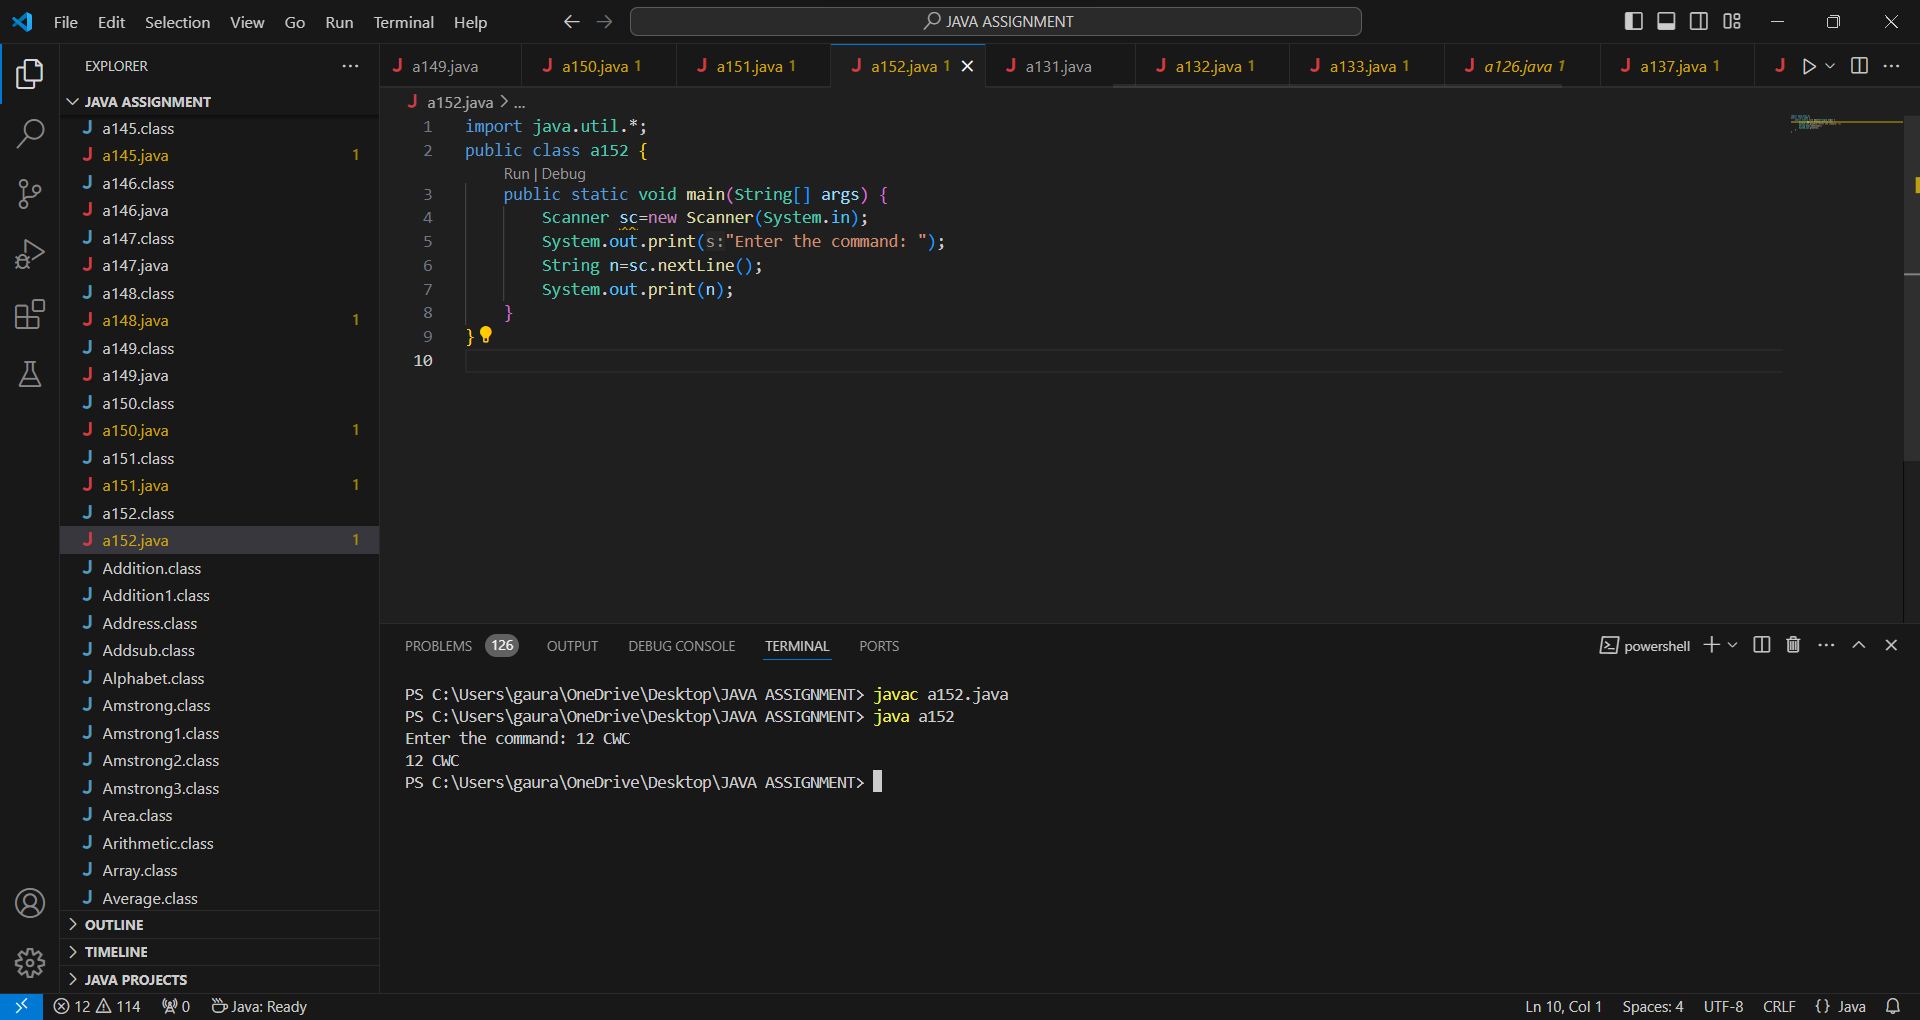 File Edit Selection View Go Run Terminal Help JAVA ASSIGNMENT
EXPLORER
JAVA ASSIGNMENT
J a145.class
J a145.java 1
J a146.class
J a146.java
J a147.class
J a147.java
J a148.class
J a148.java 1
J a149.class
J a149.java
J a150.class
J a150.java 1
J a151.class
J a151.java 1
J a152.class
J a152.java 1
J Addition.class
J Addition1.class
J Address.class
J Addsub.class
J Alphabet.class
J Amstrong.class
J Amstrong1.class
J Amstrong2.class
J Amstrong3.class
J Area.class
J Arithmetic.class
J Array.class
J Average.class
OUTLINE
TIMELINE
JAVA PROJECTS
J a149.java J a150.java 1 J a151.java 1 J a152.java 1 J a131.java J a132.java 1 J a133.java 1 J a126.java 1 J a137.java 1 J
J a152.java > ...
1 import java.util.*;
2 public class a152 {
Run | Debug
3 public static void main(String[] args) {
4 Scanner sc=new Scanner(System.in);
5 System.out.print(s:"Enter the command: ");
6 String n=sc.nextLine();
7 System.out.print(n);
8 }
9 }
10
PROBLEMS 126 OUTPUT DEBUG CONSOLE TERMINAL PORTS powershell
PS C:\Users\gaura\OneDrive\Desktop\JAVA ASSIGNMENT> javac a152.java
PS C:\Users\gaura\OneDrive\Desktop\JAVA ASSIGNMENT> java a152
Enter the command: 12 CWC
12 CWC
PS C:\Users\gaura\OneDrive\Desktop\JAVA ASSIGNMENT>
12 114 0 Java: Ready Ln 10, Col 1 Spaces: 4 UTF-8 CRLF {} Java